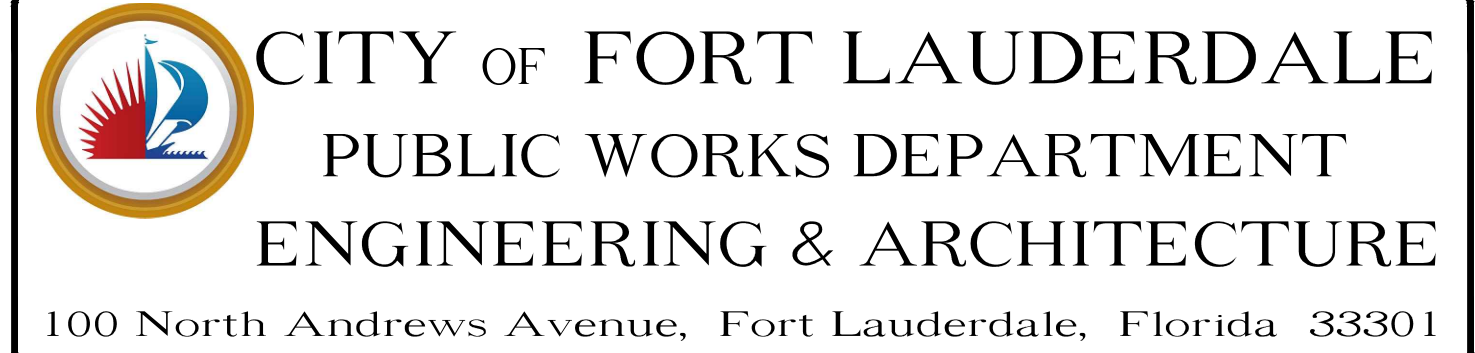 CITY OF FORT LAUDERDALE
PUBLIC WORKS DEPARTMENT
ENGINEERING & ARCHITECTURE
100 North Andrews Avenue, Fort Lauderdale, Florida 33301